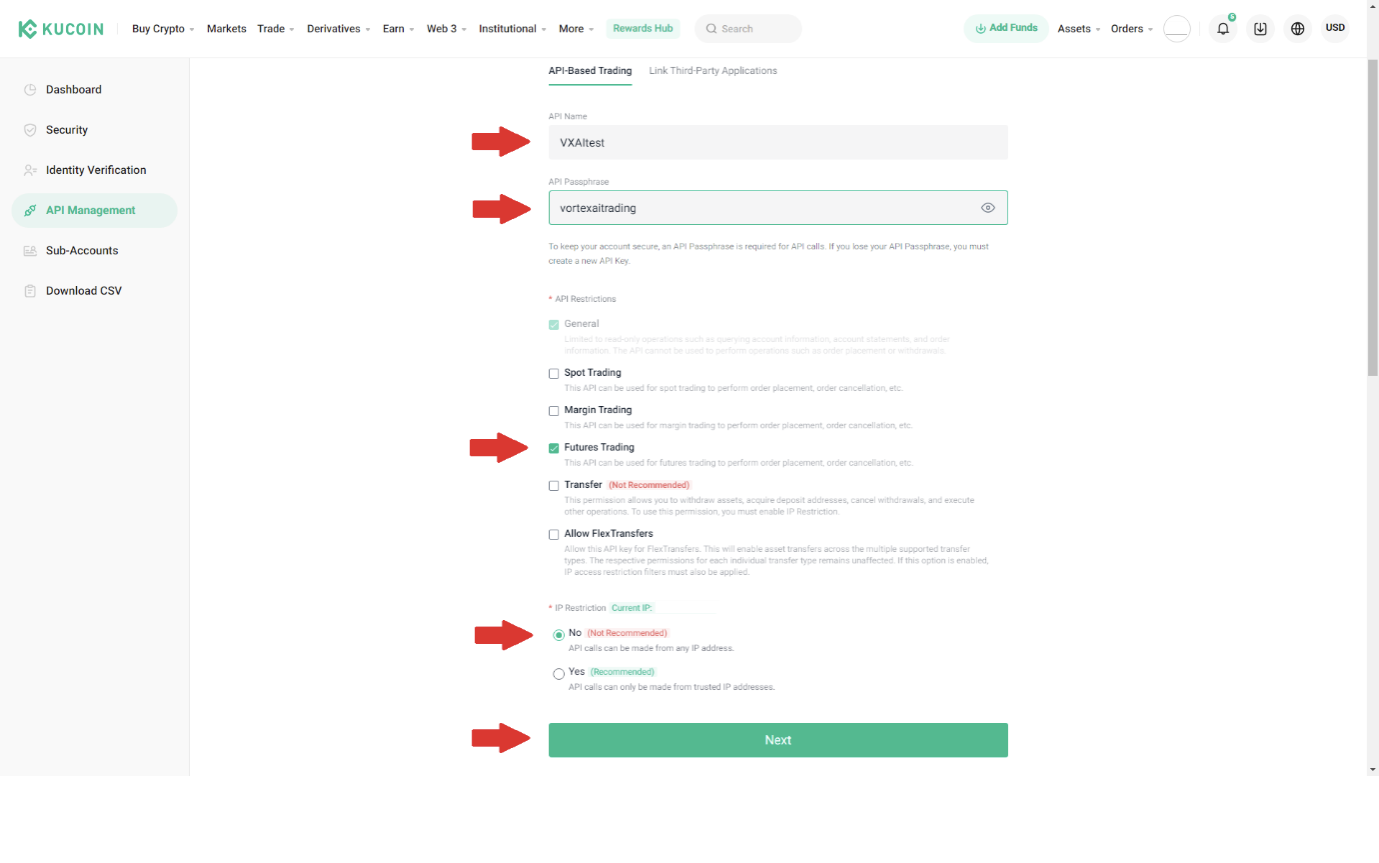 KUCOIN Buy Crypto Markets Trade Derivatives Earn Web 3 Institutional More Rewards Hub Search Add Funds Assets Orders 6 USD
Dashboard
Security
Identity Verification
API Management
Sub-Accounts
Download CSV
API-Based Trading Link Third-Party Applications
API Name
VXAItest
API Passphrase
vortexaitrading
To keep your account secure, an API Passphrase is required for API calls. If you lose your API Passphrase, you must
create a new API Key.
* API Restrictions
General
Limited to read-only operations such as querying account information, account statements, and order
information. The API cannot be used to perform operations such as order placement or withdrawals.
Spot Trading
This API can be used for spot trading to perform order placement, order cancellation, etc.
Margin Trading
This API can be used for margin trading to perform order placement, order cancellation, etc.
Futures Trading
This API can be used for futures trading to perform order placement, order cancellation, etc.
Transfer (Not Recommended)
This permission allows you to withdraw assets, acquire deposit addresses, cancel withdrawals, and execute
other operations. To use this permission, you must enable IP Restriction.
Allow FlexTransfers
Allow this API key for FlexTransfers. This will enable asset transfers across the multiple supported transfer
types. The respective permissions for each individual transfer type remains unaffected. If this option is enabled,
IP access restriction filters must also be applied.
* IP Restriction Current IP:
No (Not Recommended)
API calls can be made from any IP address.
Yes (Recommended)
API calls can only be made from trusted IP addresses.
Next